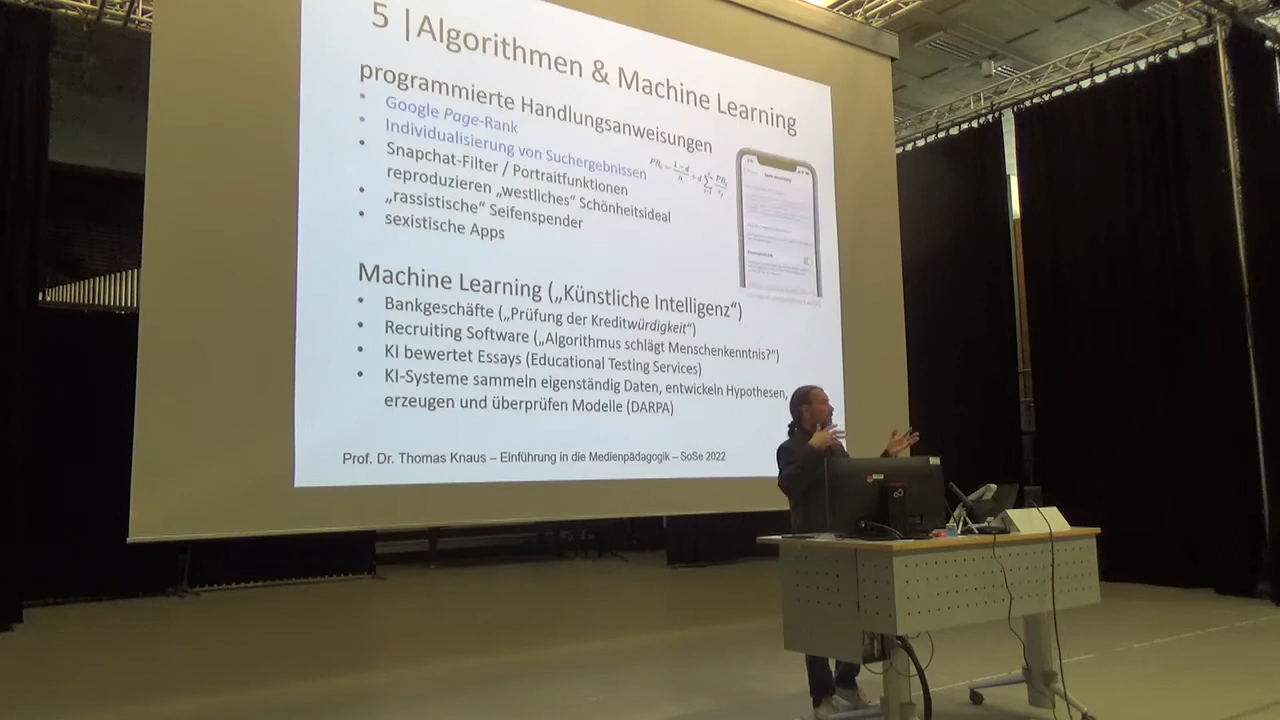 5 | Algorithmen & Machine Learning
programmierte Handlungsanweisungen
• Google Page-Rank
• Individualisierung von Suchergebnissen
• Snapchat-Filter / Portraitfunktionen
reproduzieren „westliches" Schönheitsideal
• „rassistische" Seifenspender
• sexistische Apps
Machine Learning („Künstliche Intelligenz")
• Bankgeschäfte („Prüfung der Kreditwürdigkeit")
• Recruiting Software („Algorithmus schlägt Menschenkenntnis?")
• KI bewertet Essays (Educational Testing Services)
• KI-Systeme sammeln eigenständig Daten, entwickeln Hypothesen,
erzeugen und überprüfen Modelle (DARPA)
Prof. Dr. Thomas Knaus – Einführung in die Medienpädagogik – SoSe 2022